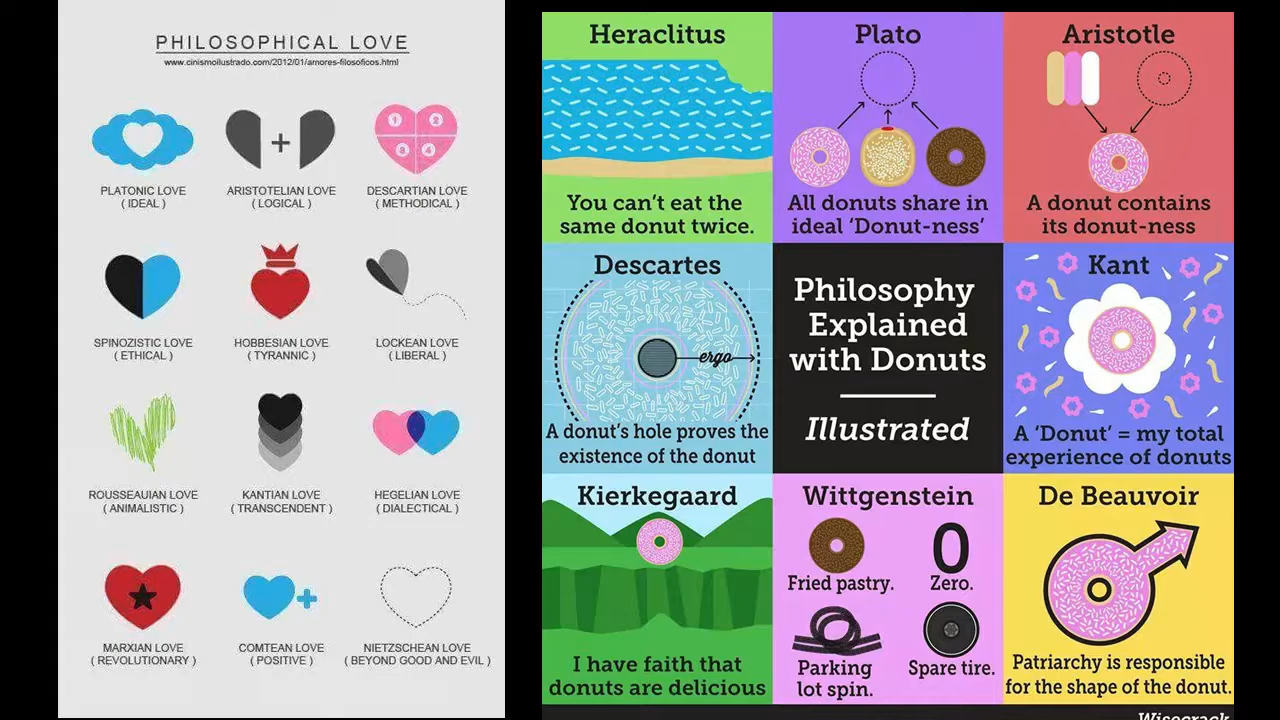 PHILOSOPHICAL LOVE
www.cinismoilustrado.com/2012/01/amores-filosoficos.html
PLATONIC LOVE
( IDEAL )
ARISTOTELIAN LOVE
( LOGICAL )
1
2
3
4
DESCARTIAN LOVE
( METHODICAL )
SPINOZISTIC LOVE
( ETHICAL )
HOBBESIAN LOVE
( TYRANNIC )
LOCKEAN LOVE
( LIBERAL )
ROUSSEAUIAN LOVE
( ANIMALISTIC )
KANTIAN LOVE
( TRANSCENDENT )
HEGELIAN LOVE
( DIALECTICAL )
MARXIAN LOVE
( REVOLUTIONARY )
COMTEAN LOVE
( POSITIVE )
NIETZSCHEAN LOVE
( BEYOND GOOD AND EVIL )
Heraclitus
You can't eat the
same donut twice.
Plato
All donuts share in
ideal 'Donut-ness'
Aristotle
A donut contains
its donut-ness
Descartes
ergo
A donut's hole proves the
existence of the donut
Philosophy
Explained
with Donuts
Illustrated
Kant
A 'Donut' = my total
experience of donuts
Kierkegaard
I have faith that
donuts are delicious
Wittgenstein
Fried pastry.
0
Zero.
Parking
lot spin.
Spare tire.
De Beauvoir
Patriarchy is responsible
for the shape of the donut.
Wisecrack